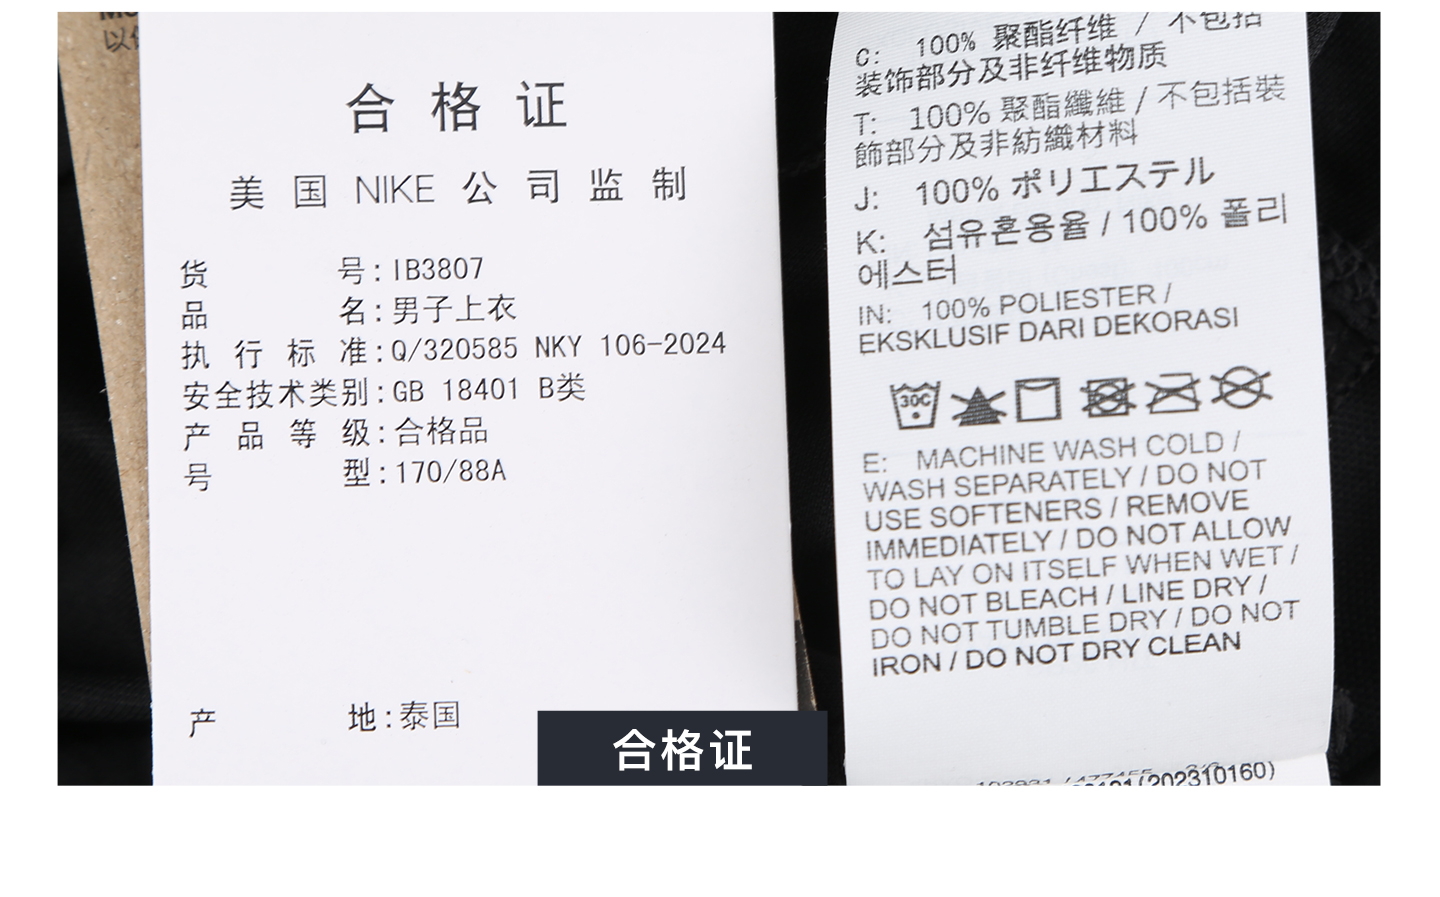 合格证
美国NIKE公司监制
货号:IB3807
品名:男子上衣
执行标准:Q/320585 NKY 106-2024
安全技术类别:GB 18401 B类
产品等级:合格品
号型:170/88A
产地:泰国
合格证
C: 100% 聚酯纤维 / 不包括
装饰部分及非纤维物质
T: 100% 聚酯纖維 / 不包括裝
飾部分及非紡織材料
J: 100% ポリエステル
K: 섬유혼용율 / 100% 폴리
에스터
IN: 100% POLIESTER /
EKSKLUSIF DARI DEKORASI
30C
E: MACHINE WASH COLD /
WASH SEPARATELY / DO NOT
USE SOFTENERS / REMOVE
IMMEDIATELY / DO NOT ALLOW
TO LAY ON ITSELF WHEN WET /
DO NOT BLEACH / LINE DRY /
DO NOT TUMBLE DRY / DO NOT
IRON / DO NOT DRY CLEAN
(202310160)